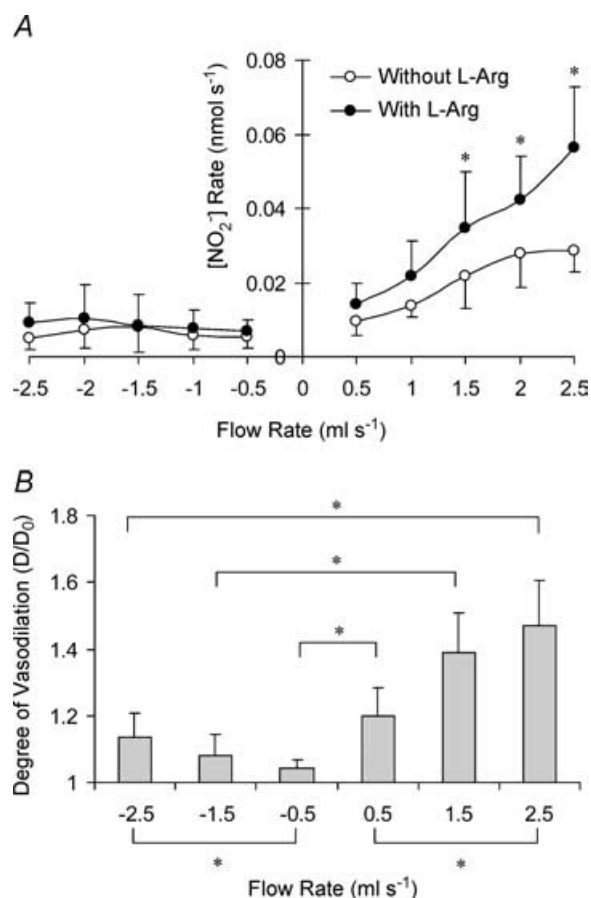 A
0.08
Without L-Arg
With L-Arg
*
0.06
*
*
0.04
0.02
0
[NO₂⁻] Rate (nmol s⁻¹)
-2.5 -2 -1.5 -1 -0.5 0 0.5 1 1.5 2 2.5
Flow Rate (ml s⁻¹)
B
1.8
*
1.6
*
*
1.4
1.2
1
Degree of Vasodilation (D/D₀)
-2.5 -1.5 -0.5 0.5 1.5 2.5
* *
Flow Rate (ml s⁻¹)